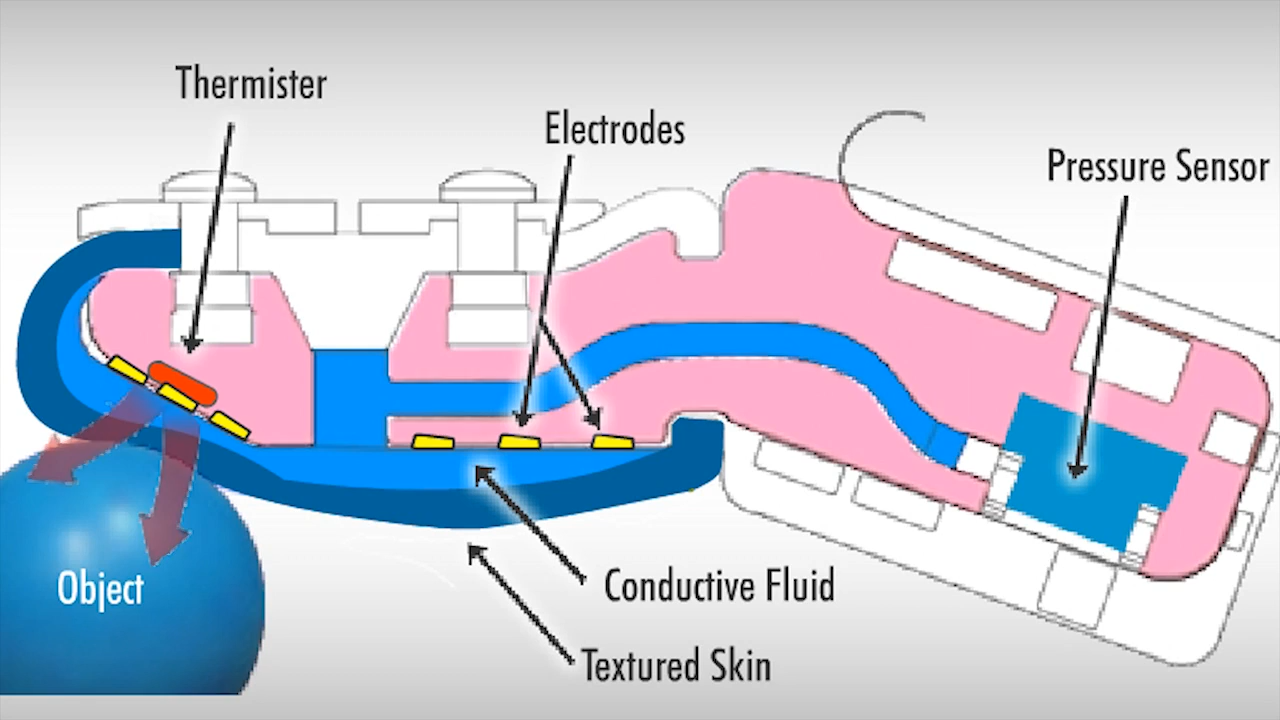 Thermister
Electrodes
Pressure Sensor
Object
Conductive Fluid
Textured Skin